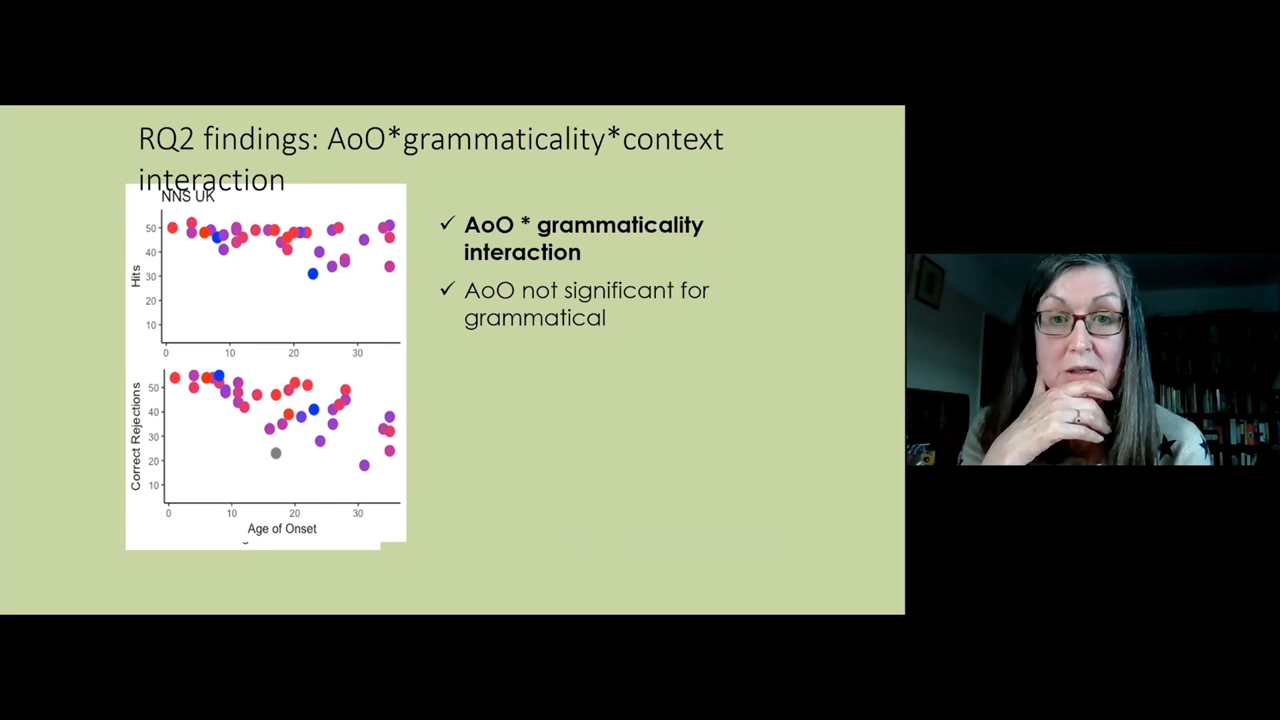 RQ2 findings: AoO*grammaticality*context
interaction
NNS UK
50
40
30
20
10
Hits
0 10 20 30
50
40
30
20
10
Correct Rejections
0 10 20 30
Age of Onset
✓ AoO * grammaticality
interaction
✓ AoO not significant for
grammatical